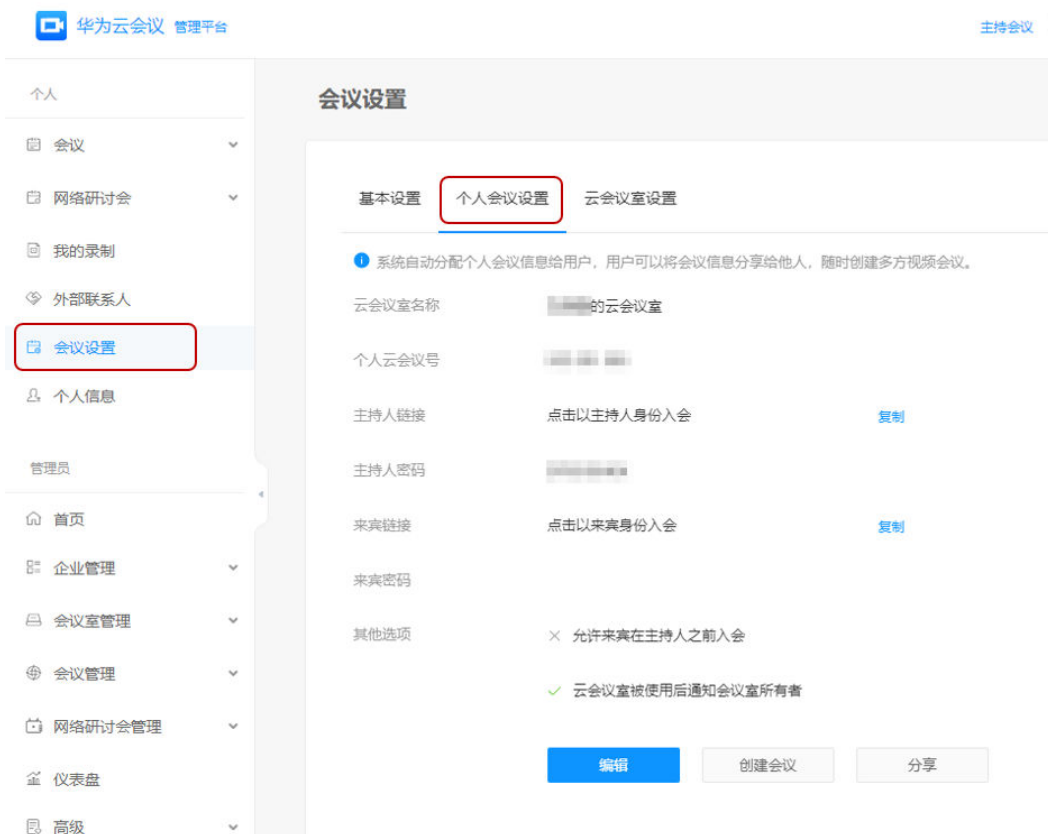 华为云会议 管理平台
主持会议
个人
会议
网络研讨会
我的录制
外部联系人
会议设置
个人信息
管理员
首页
企业管理
会议室管理
会议管理
网络研讨会管理
仪表盘
高级
会议设置
基本设置 个人会议设置 云会议室设置
系统自动分配个人会议信息给用户，用户可以将会议信息分享给他人，随时创建多方视频会议。
云会议室名称 的云会议室
个人云会议号
主持人链接 点击以主持人身份入会 复制
主持人密码
来宾链接 点击以来宾身份入会 复制
来宾密码
其他选项 允许来宾在主持人之前入会
云会议室被使用后通知会议室所有者
编辑 创建会议 分享